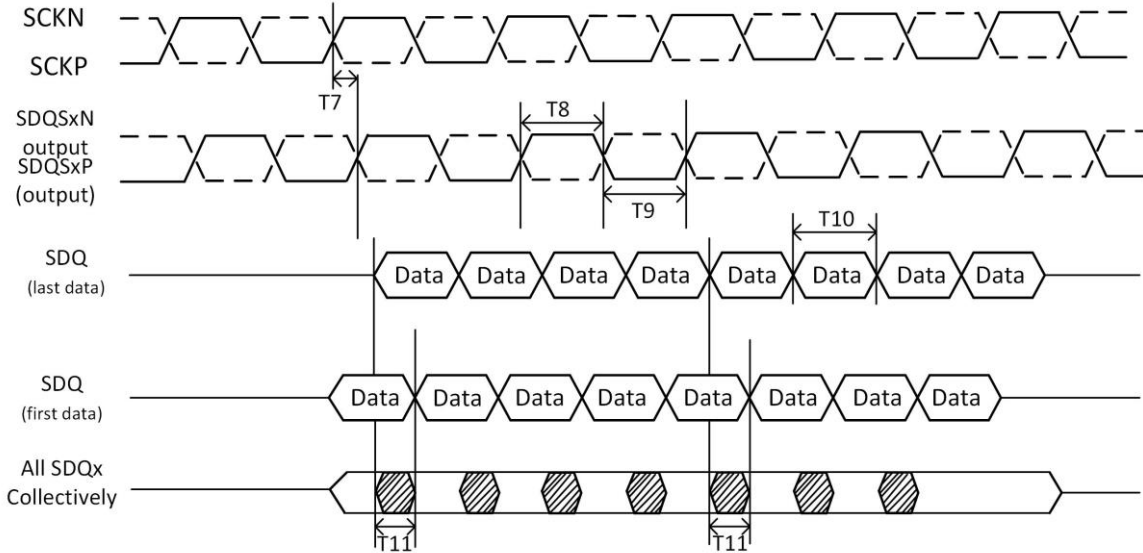 SCKN
SCKP
T7
SDQSxN
output
SDQSxP
(output)
T8
T9
T10
SDQ
(last data)
Data Data Data Data Data Data Data Data
SDQ
(first data)
Data Data Data Data Data Data Data Data
All SDQx
Collectively
T11 T11